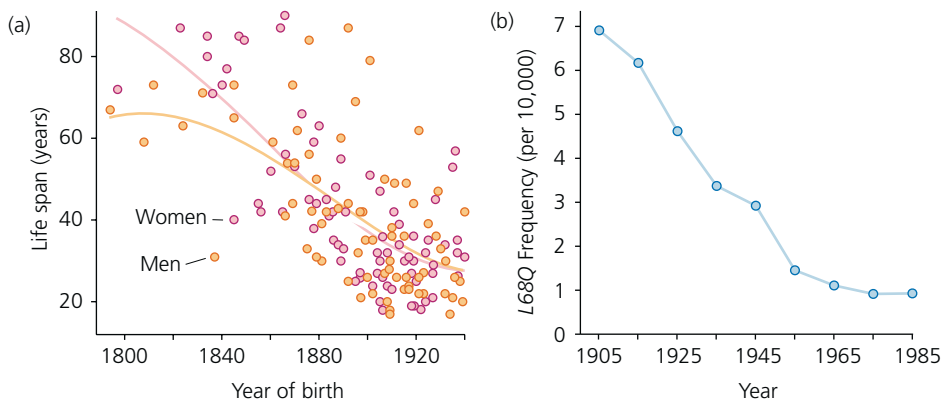 (a)
Life span (years)
80
60
40
20
Women
Men
1800
1840
1880
1920
Year of birth
(b)
L68Q Frequency (per 10,000)
7
6
5
4
3
2
1
0
1905
1925
1945
1965
1985
Year